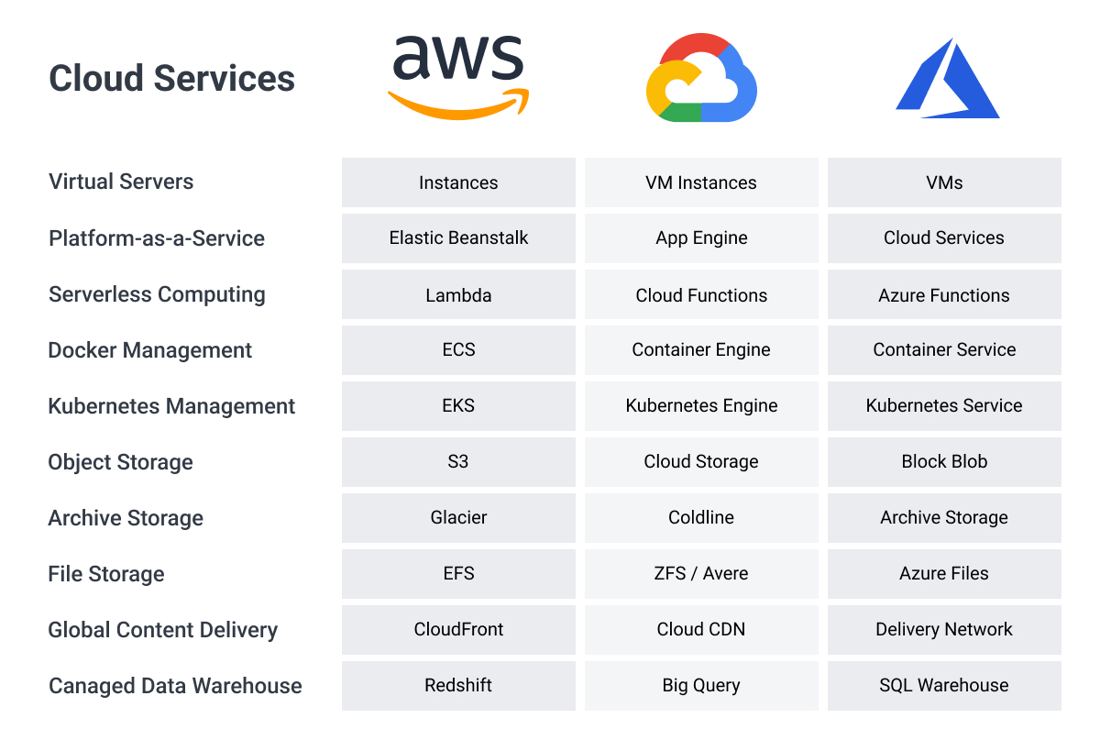 Cloud Services
aws
Virtual Servers Instances VM Instances VMs
Platform-as-a-Service Elastic Beanstalk App Engine Cloud Services
Serverless Computing Lambda Cloud Functions Azure Functions
Docker Management ECS Container Engine Container Service
Kubernetes Management EKS Kubernetes Engine Kubernetes Service
Object Storage S3 Cloud Storage Block Blob
Archive Storage Glacier Coldline Archive Storage
File Storage EFS ZFS / Avere Azure Files
Global Content Delivery CloudFront Cloud CDN Delivery Network
Canaged Data Warehouse Redshift Big Query SQL Warehouse